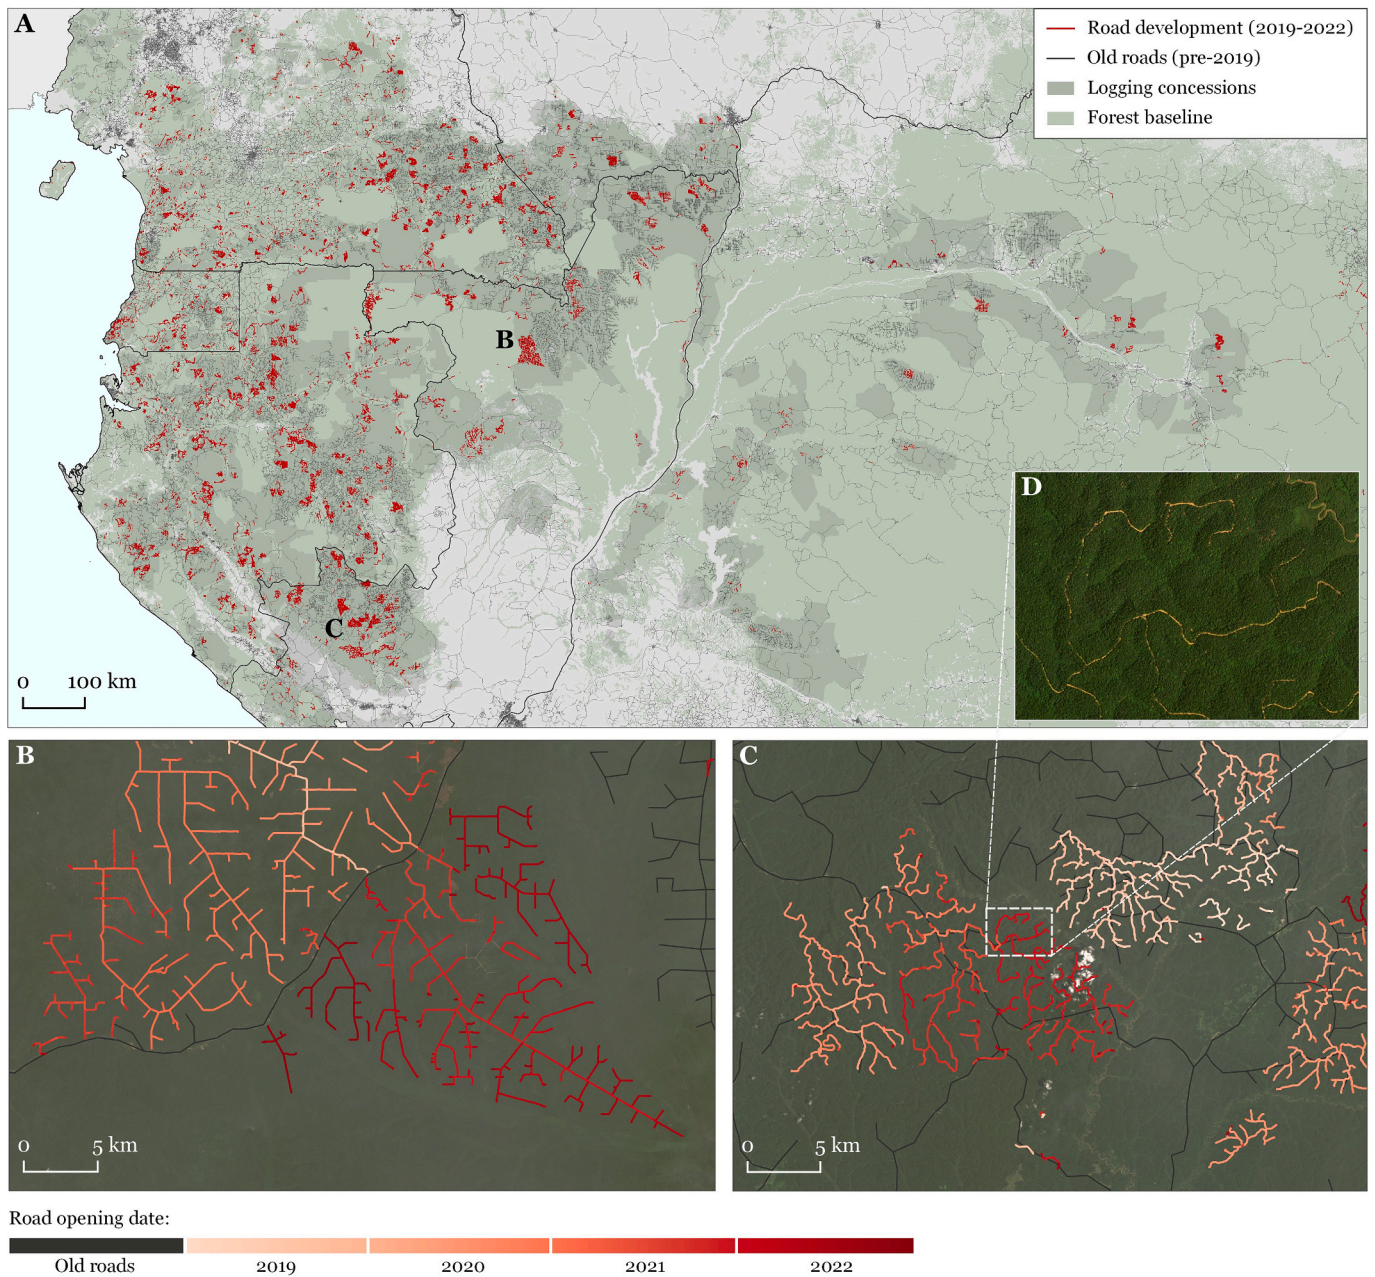 A
Road development (2019-2022)
Old roads (pre-2019)
Logging concessions
Forest baseline
B
C
D
0 100 km
B
C
0 5 km
0 5 km
Road opening date:
Old roads 2019 2020 2021 2022